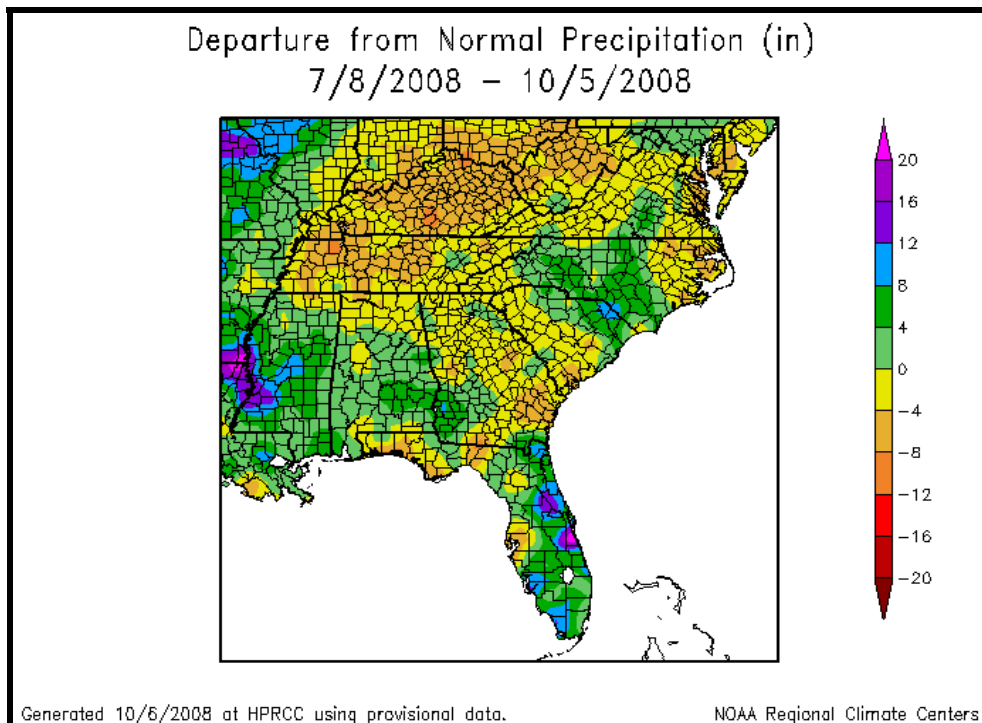 Departure from Normal Precipitation (in)
7/8/2008 – 10/5/2008
20
16
12
8
4
0
-4
-8
-12
-16
-20
Generated 10/6/2008 at HPRCC using provisional data.
NOAA Regional Climate Centers